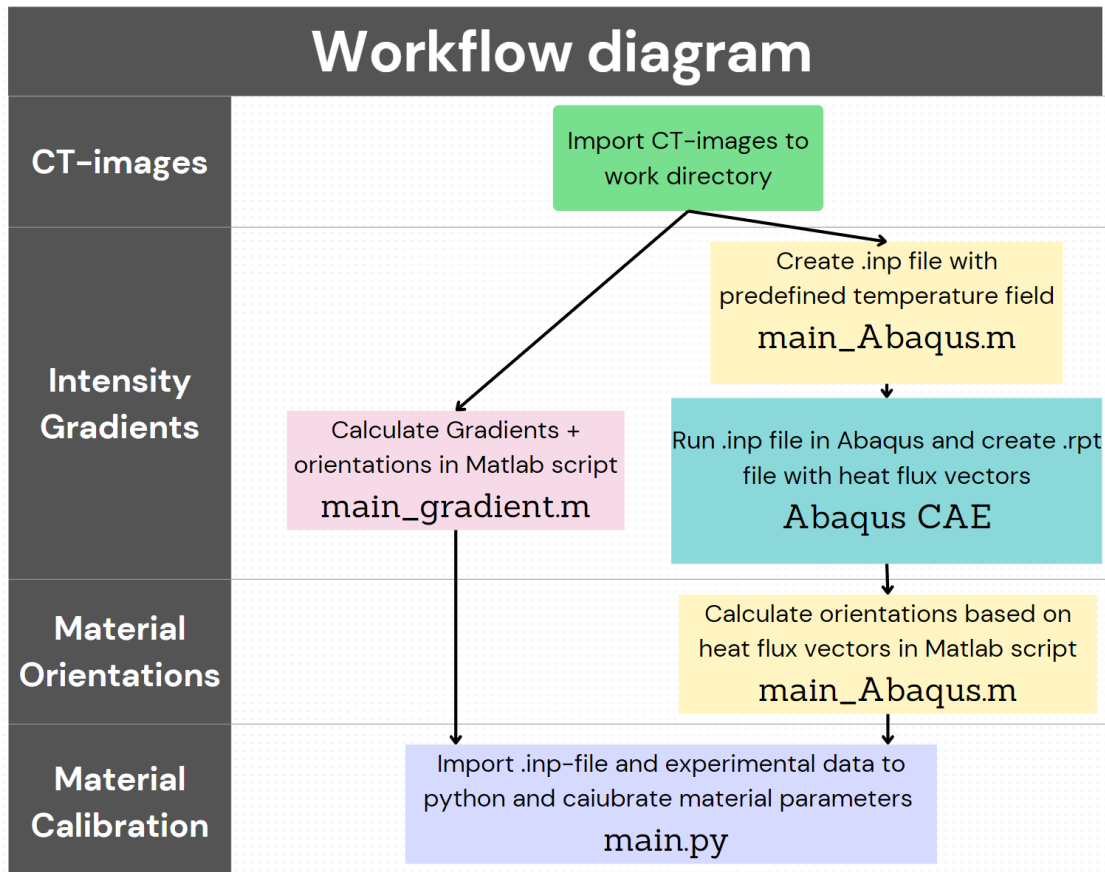 Workflow diagram
CT-images
Import CT-images to
work directory
Intensity
Gradients
Create .inp file with
predefined temperature field
main_Abaqus.m
Calculate Gradients +
orientations in Matlab script
main_gradient.m
Run .inp file in Abaqus and create .rpt
file with heat flux vectors
Abaqus CAE
Material
Orientations
Calculate orientations based on
heat flux vectors in Matlab script
main_Abaqus.m
Material
Calibration
Import .inp-file and experimental data to
python and caiubrate material parameters
main.py